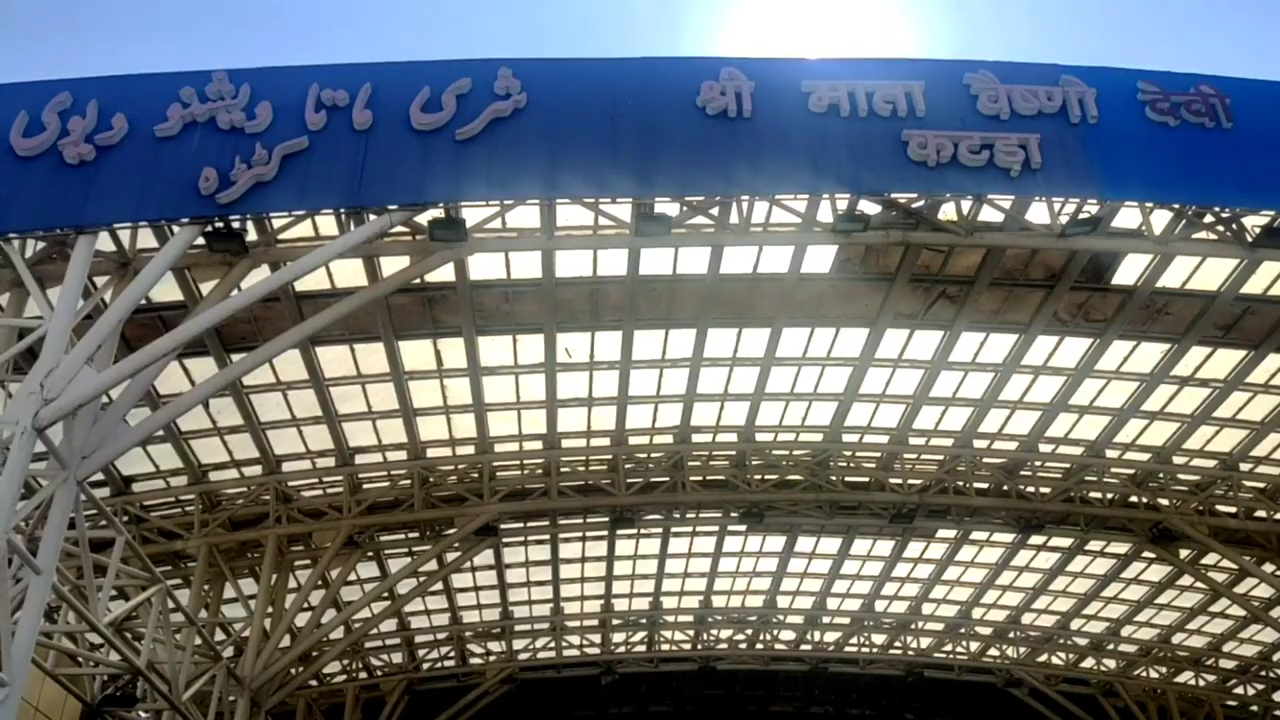 شری ماتا ویشنو دیوی
کٹڑہ
श्री माता वैष्णो देवी
कटड़ा